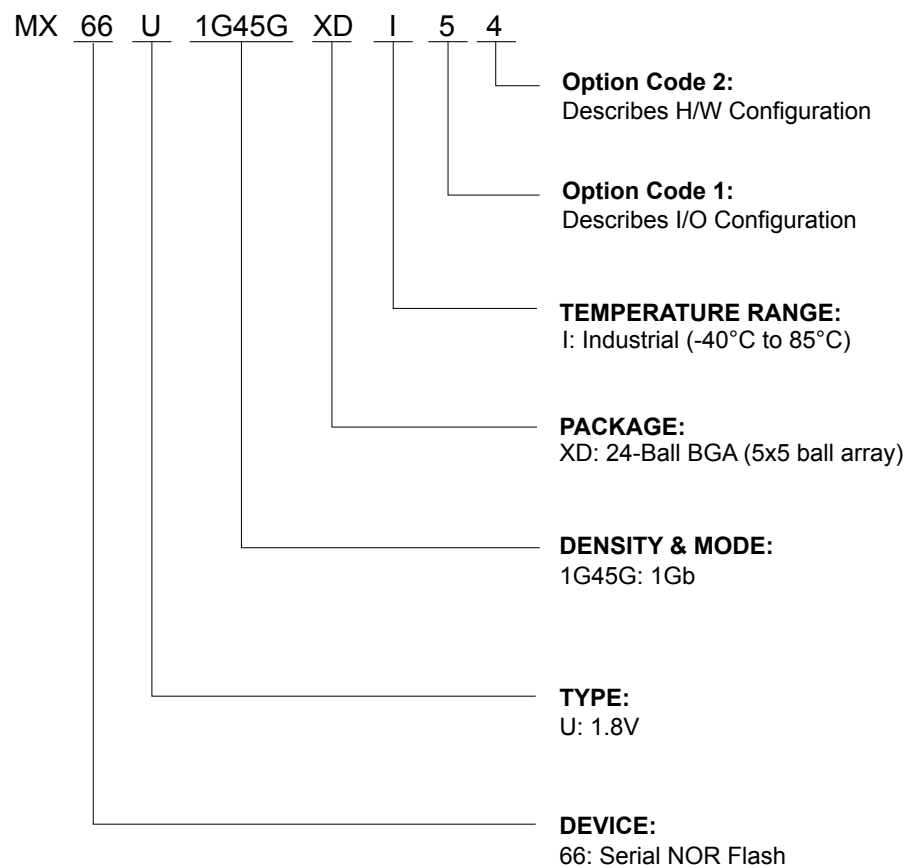 MX 66 U 1G45G XD I 5 4
Option Code 2:
Describes H/W Configuration
Option Code 1:
Describes I/O Configuration
TEMPERATURE RANGE:
I: Industrial (-40°C to 85°C)
PACKAGE:
XD: 24-Ball BGA (5x5 ball array)
DENSITY & MODE:
1G45G: 1Gb
TYPE:
U: 1.8V
DEVICE:
66: Serial NOR Flash